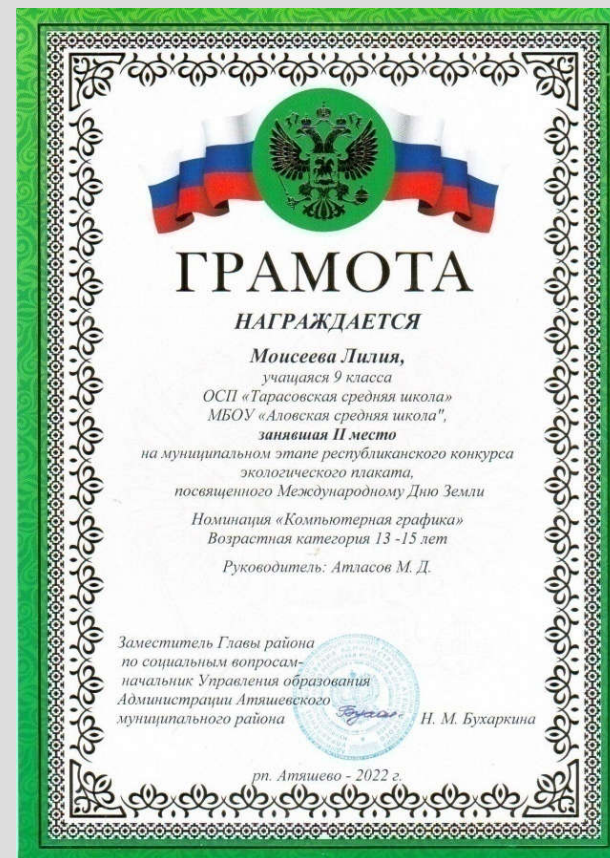 ГРАМОТА
НАГРАЖДАЕТСЯ
Моисеева Лилия,
учащаяся 9 класса
ОСП «Тарасовская средняя школа»
МБОУ «Аловская средняя школа",
занявшая II место
на муниципальном этапе республиканского конкурса
экологического плаката,
посвященного Международному Дню Земли
Номинация «Компьютерная графика»
Возрастная категория 13 -15 лет
Руководитель: Атласов М. Д.
Заместитель Главы района
по социальным вопросам-
начальник Управления образования
Администрации Атяшевского
муниципального района Н. М. Бухаркина
рп. Атяшево - 2022 г.